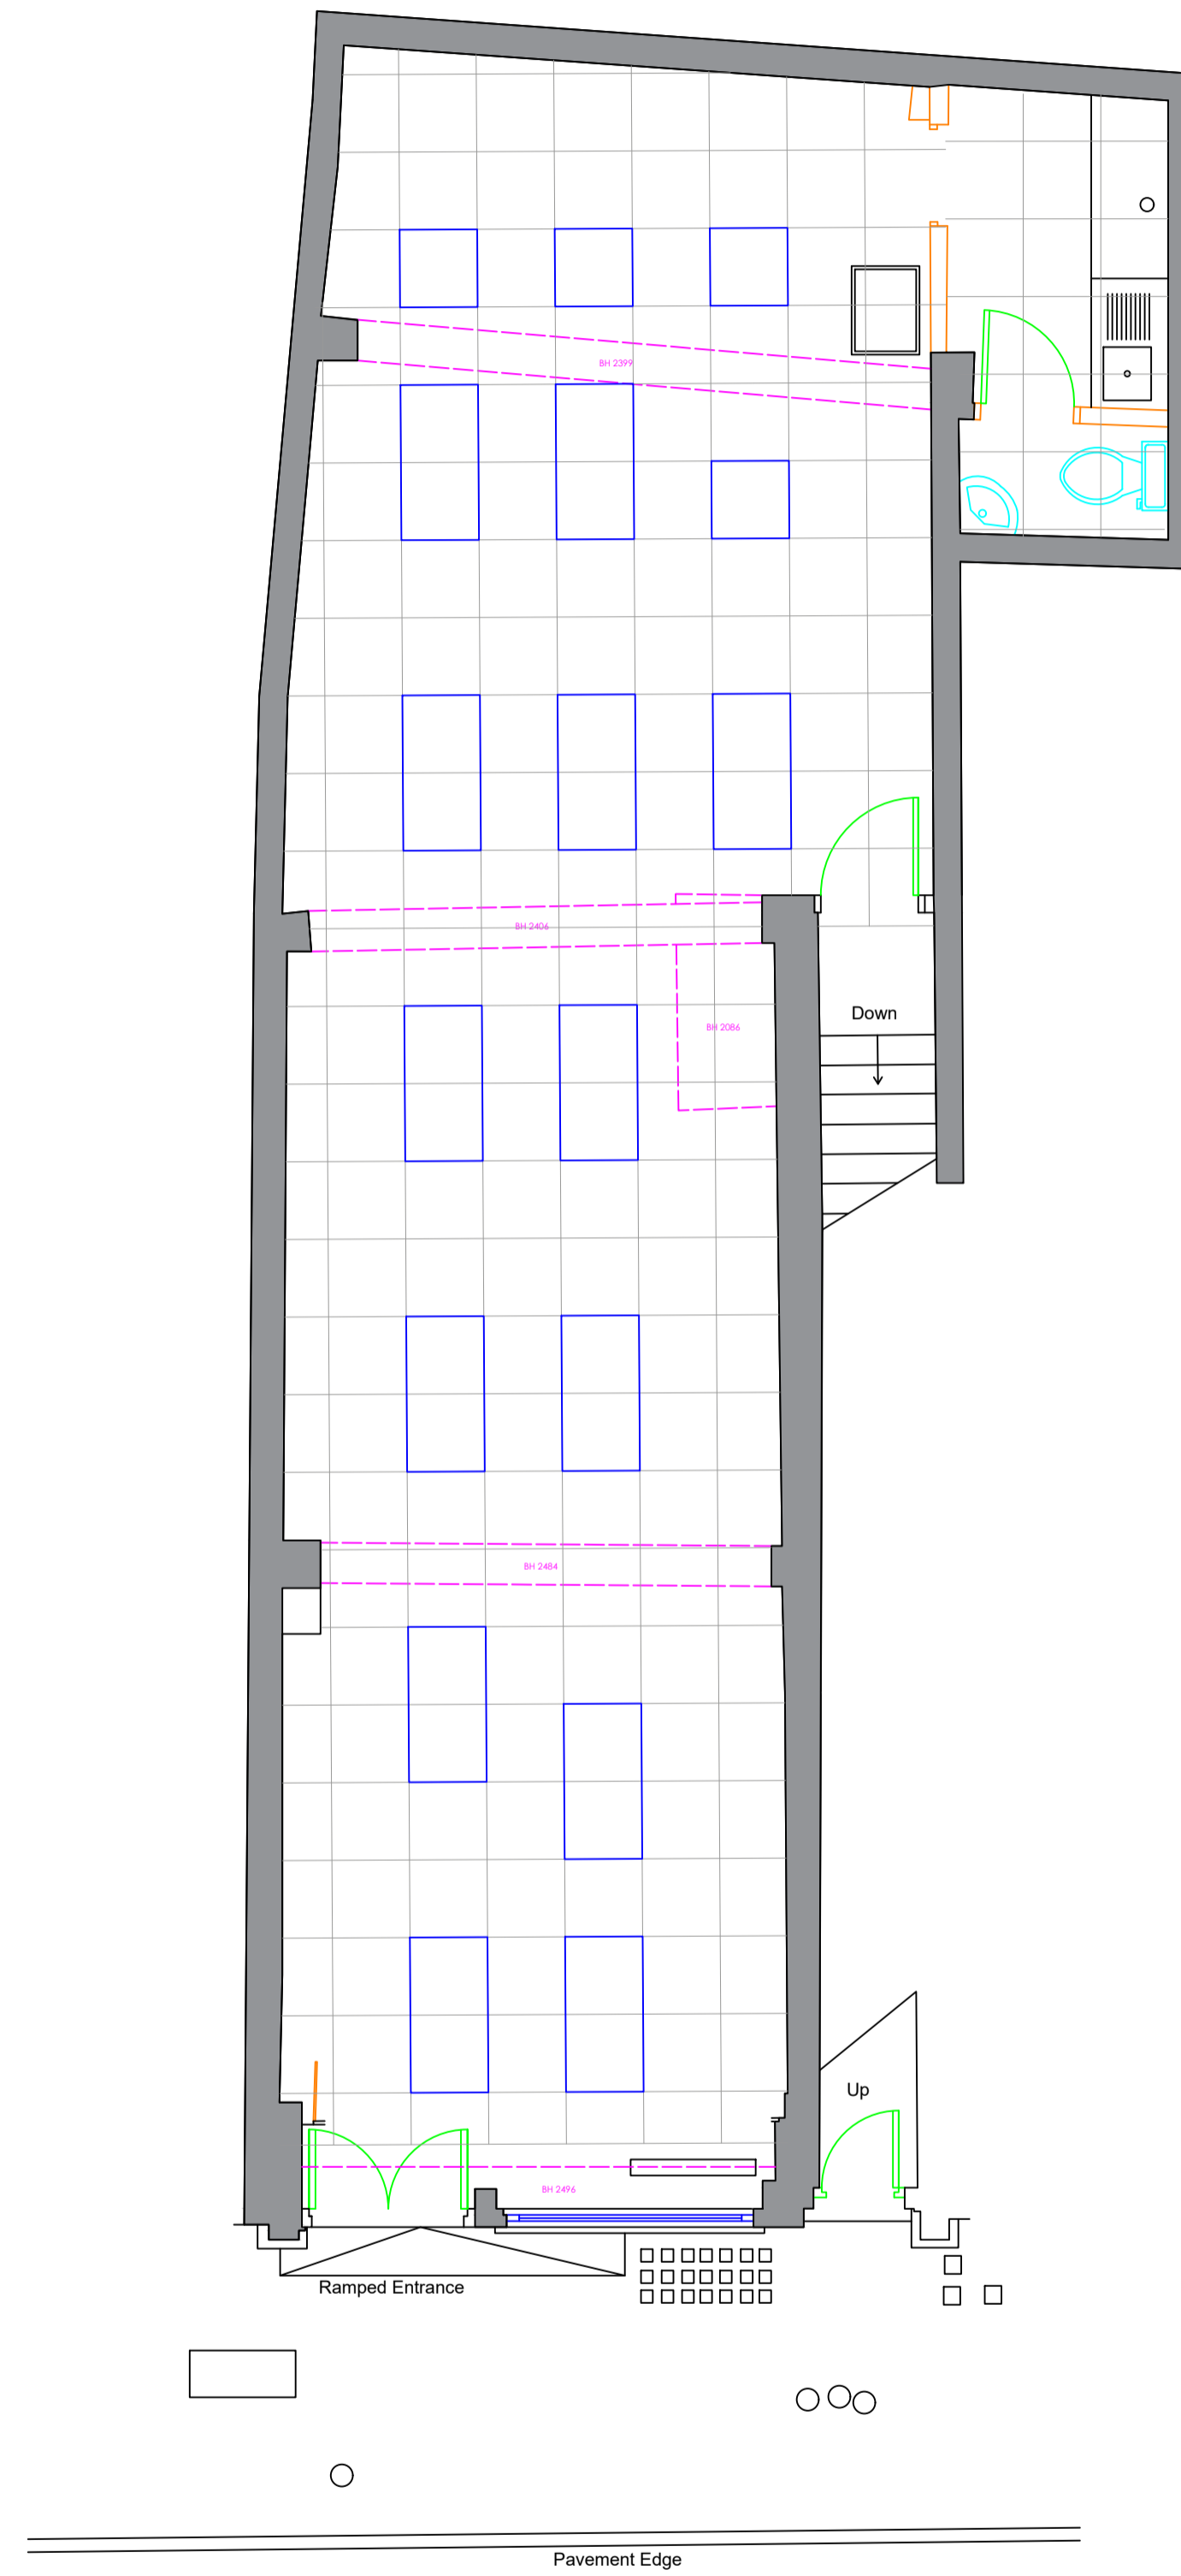 BH 2399
BH 2406
Down
BH 2086
BH 2484
Up
BH 2496
Ramped Entrance
Pavement Edge